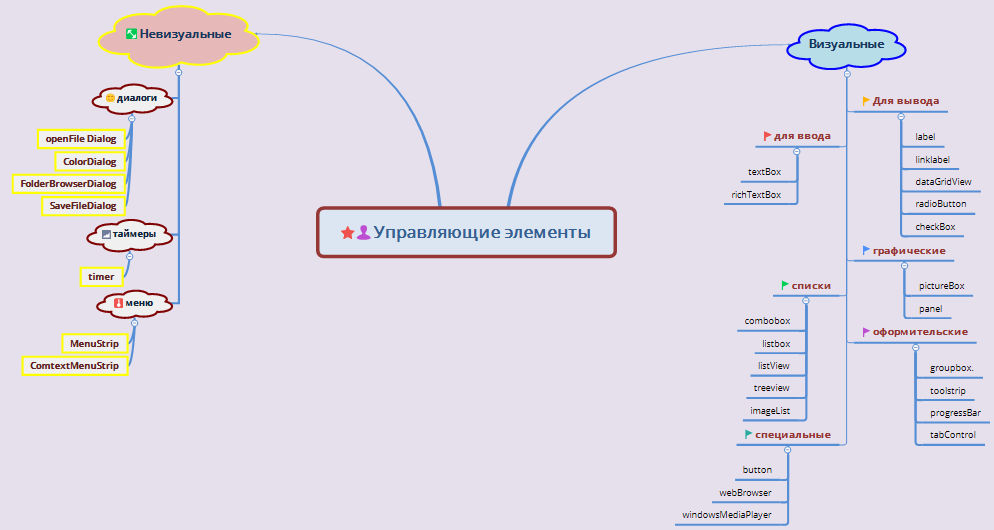 Управляющие элементы
Невизуальные
диалоги
openFile Dialog
ColorDialog
FolderBrowserDialog
SaveFileDialog
таймеры
timer
меню
MenuStrip
ComtextMenuStrip
Визуальные
Для вывода
label
linklabel
dataGridView
radioButton
checkBox
для ввода
textBox
richTextBox
графические
pictureBox
panel
списки
combobox
listbox
listView
treeview
imageList
оформительские
groupbox.
toolstrip
progressBar
tabControl
специальные
button
webBrowser
windowsMediaPlayer